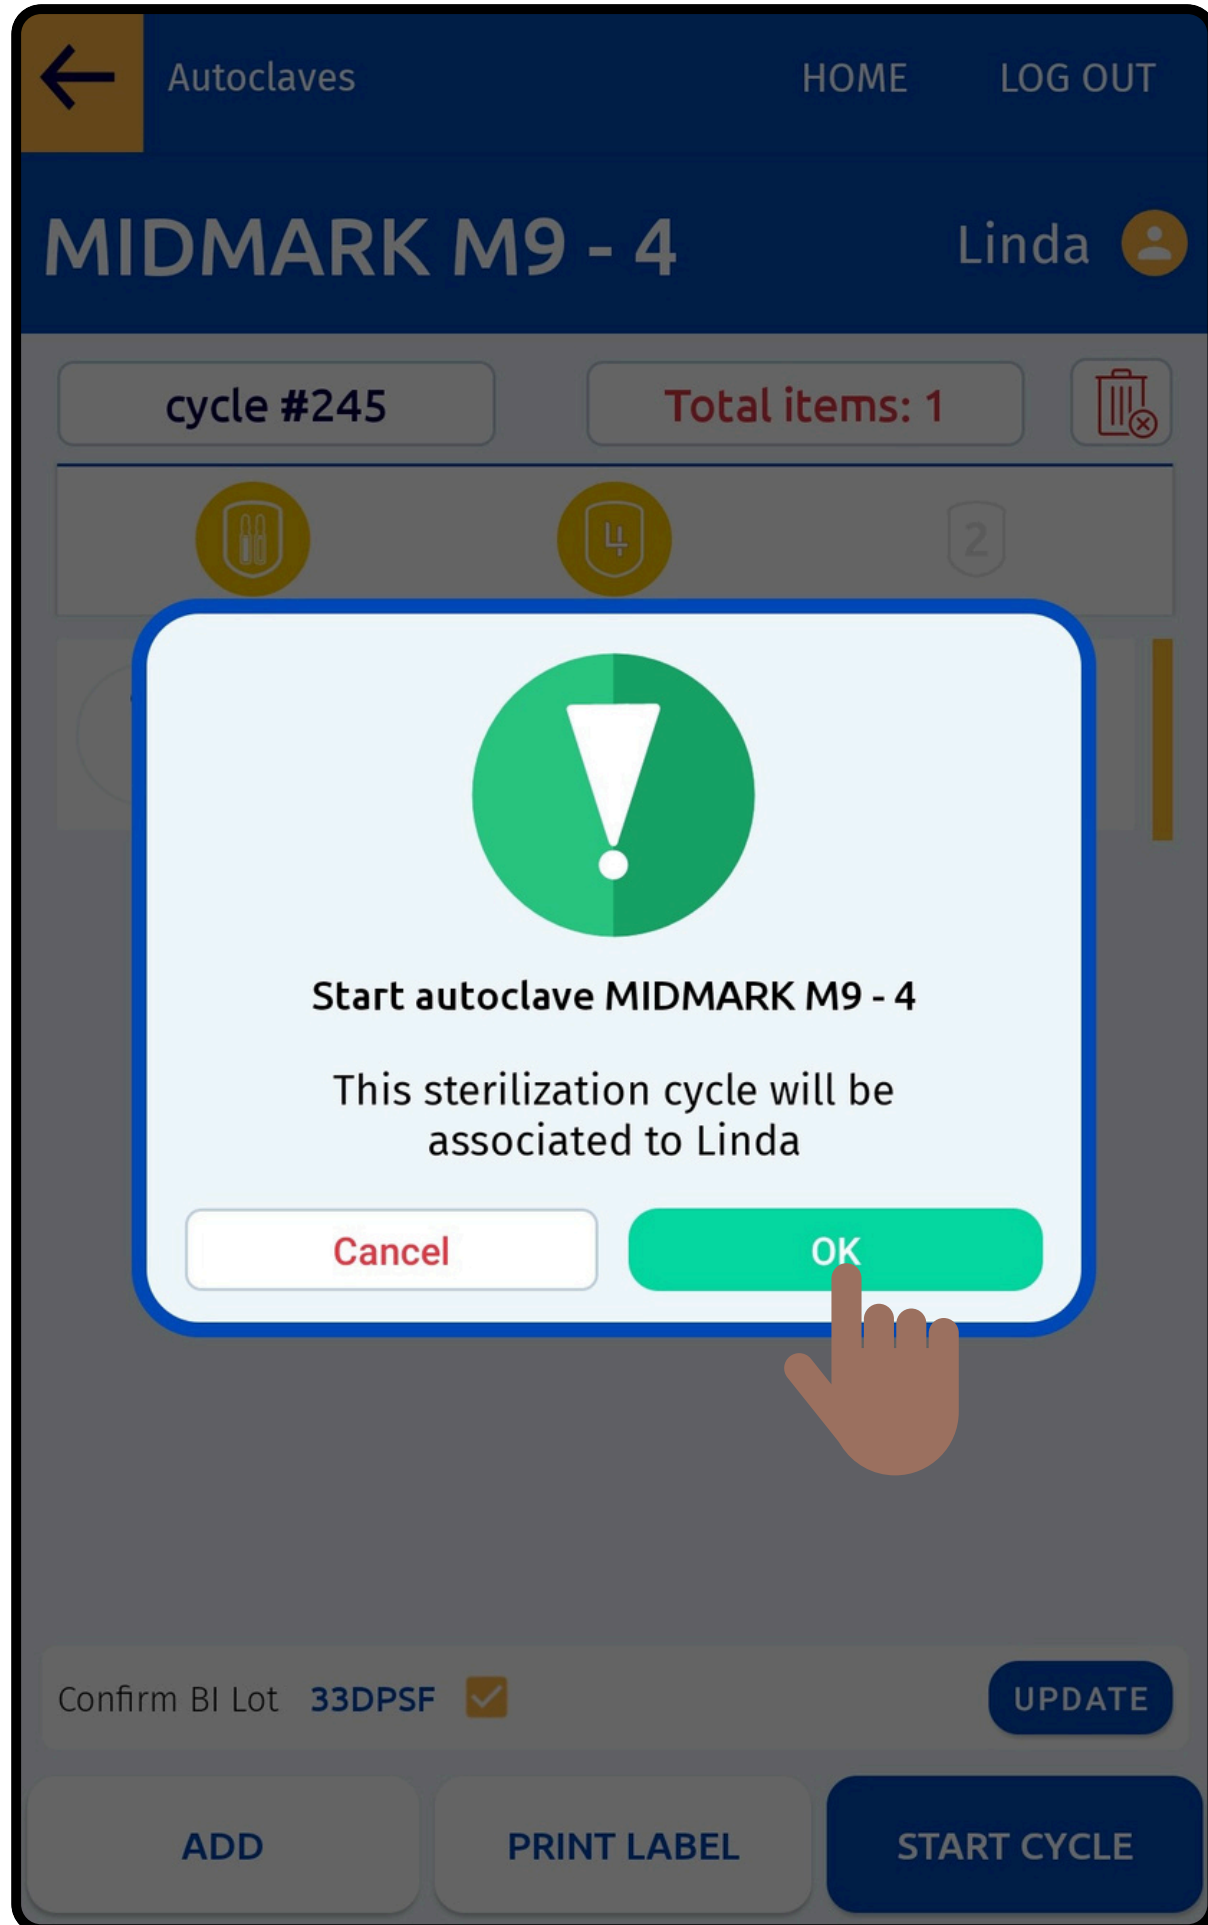 Autoclaves HOME LOG OUT
MIDMARK M9 - 4 Linda
cycle #245 Total items: 1
4 2
Start autoclave MIDMARK M9 - 4
This sterilization cycle will be
associated to Linda
Cancel OK
Confirm BI Lot 33DPSF UPDATE
ADD PRINT LABEL START CYCLE